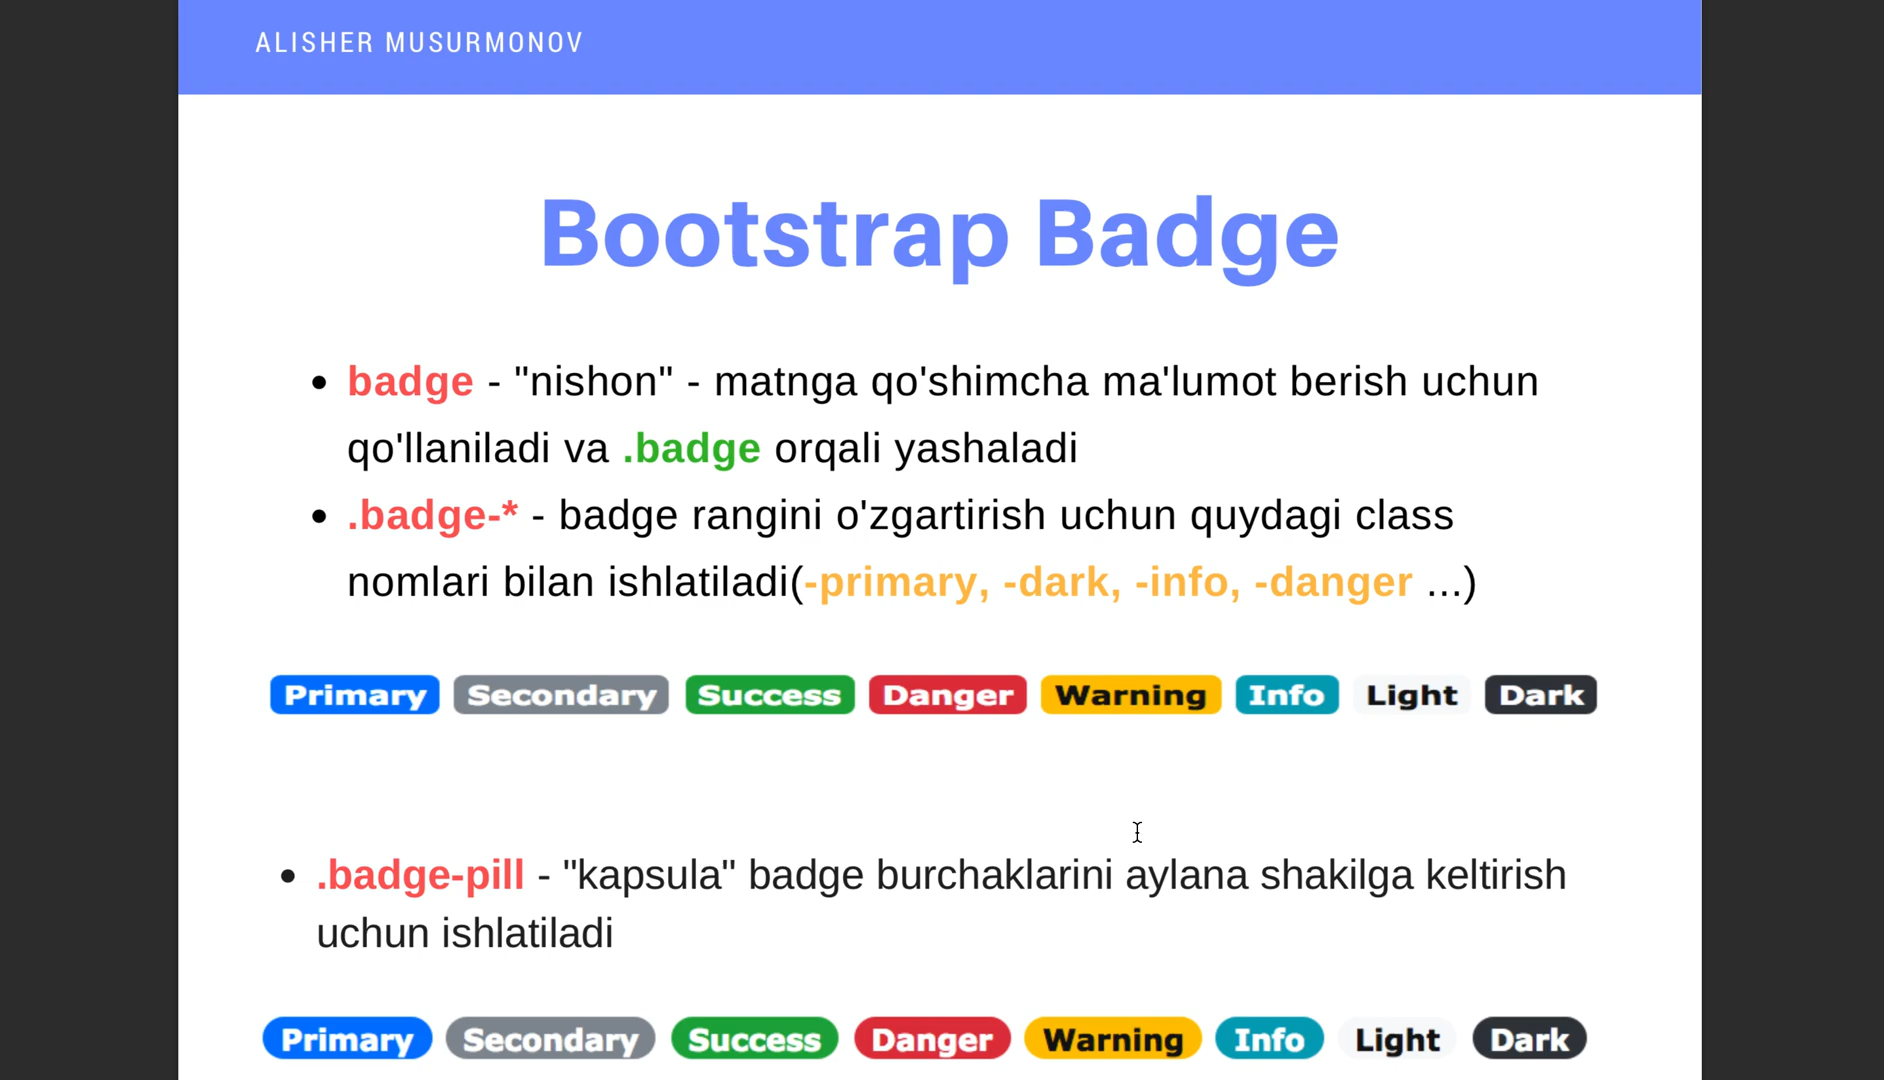 ALISHER MUSURMONOV
Bootstrap Badge
• badge - "nishon" - matnga qo'shimcha ma'lumot berish uchun
qo'llaniladi va .badge orqali yashaladi
• .badge-* - badge rangini o'zgartirish uchun quydagi class
nomlari bilan ishlatiladi(-primary, -dark, -info, -danger ...)
Primary Secondary Success Danger Warning Info Light Dark
• .badge-pill - "kapsula" badge burchaklarini aylana shakilga keltirish
uchun ishlatiladi
Primary Secondary Success Danger Warning Info Light Dark